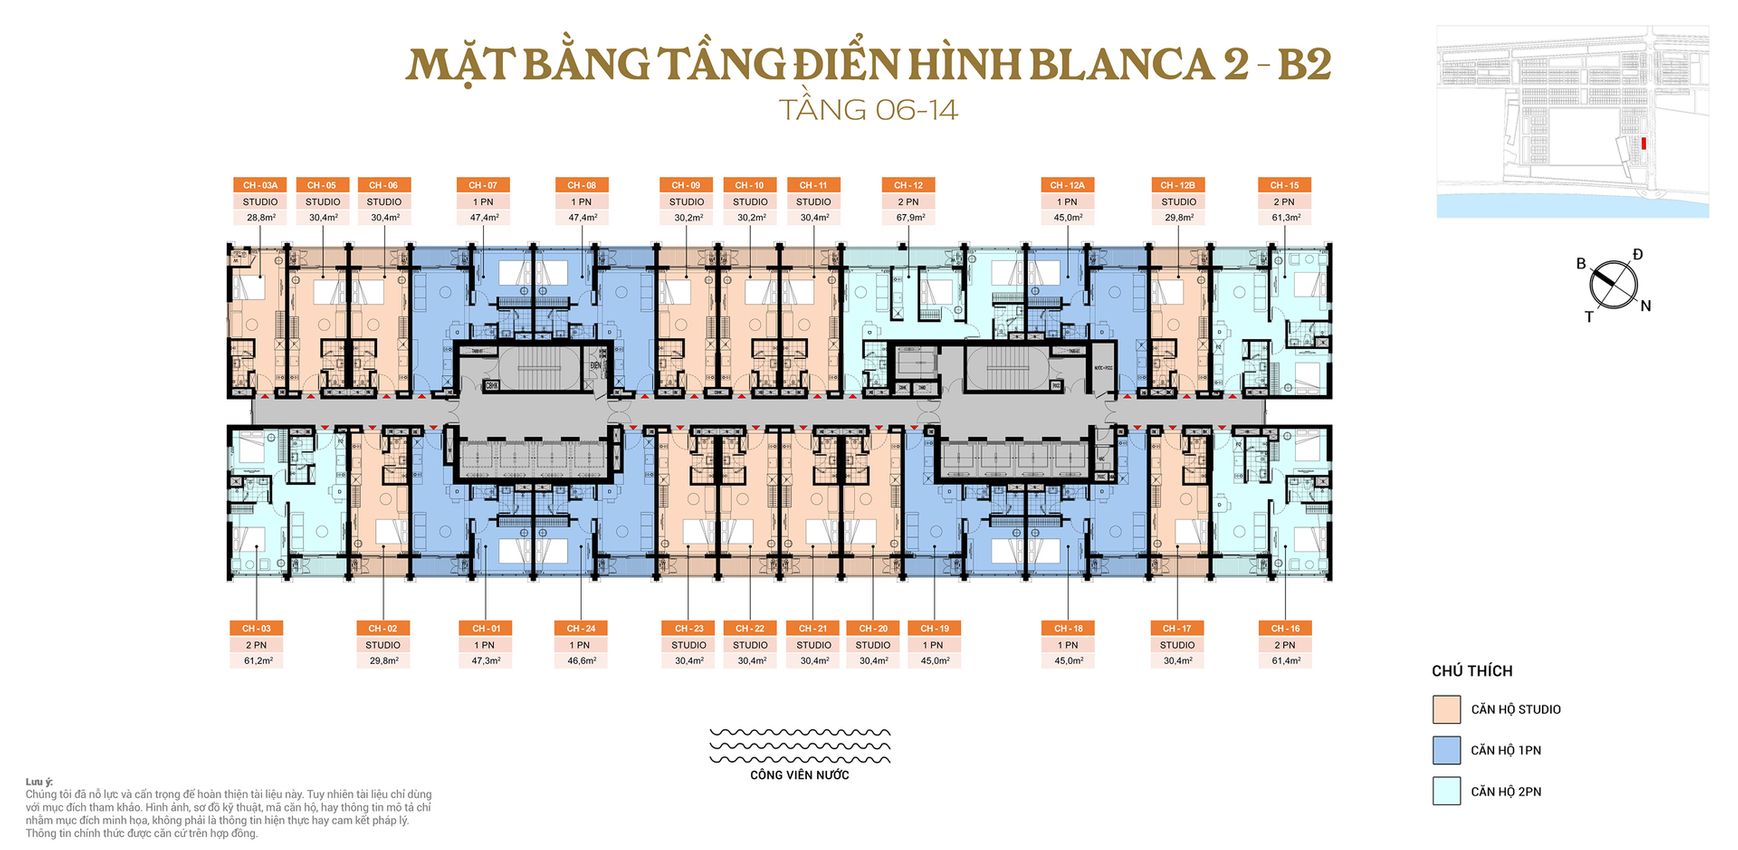 MẶT BẰNG TẦNG ĐIỂN HÌNH BLANCA 2 - B2
TẦNG 06-14
CH - 03A CH - 05 CH - 06 CH - 07 CH - 08 CH - 09 CH - 10 CH - 11 CH - 12 CH - 12A CH - 12B CH - 15
STUDIO STUDIO STUDIO 1 PN 1 PN STUDIO STUDIO STUDIO 2 PN 1 PN STUDIO 2 PN
28,8m² 30,4m² 30,4m² 47,4m² 47,4m² 30,2m² 30,2m² 30,4m² 67,9m² 45,0m² 29,8m² 61,3m²
B Đ
T N
ĐIỆN
CH - 03 CH - 02 CH - 01 CH - 24 CH - 23 CH - 22 CH - 21 CH - 20 CH - 19 CH - 18 CH - 17 CH - 16
2 PN STUDIO 1 PN 1 PN STUDIO STUDIO STUDIO STUDIO 1 PN 1 PN STUDIO 2 PN
61,2m² 29,8m² 47,3m² 46,6m² 30,4m² 30,4m² 30,4m² 30,4m² 45,0m² 45,0m² 30,4m² 61,4m²
CHÚ THÍCH
CĂN HỘ STUDIO
CĂN HỘ 1PN
CĂN HỘ 2PN
CÔNG VIÊN NƯỚC
Lưu ý:
Chúng tôi đã nỗ lực và cẩn trọng để hoàn thiện tài liệu này. Tuy nhiên tài liệu chỉ dùng
với mục đích tham khảo. Hình ảnh, sơ đồ kỹ thuật, mã căn hộ, hay thông tin mô tả chỉ
nhằm mục đích minh họa, không phải là thông tin hiện thực hay cam kết pháp lý.
Thông tin chính thức được căn cứ trên hợp đồng.